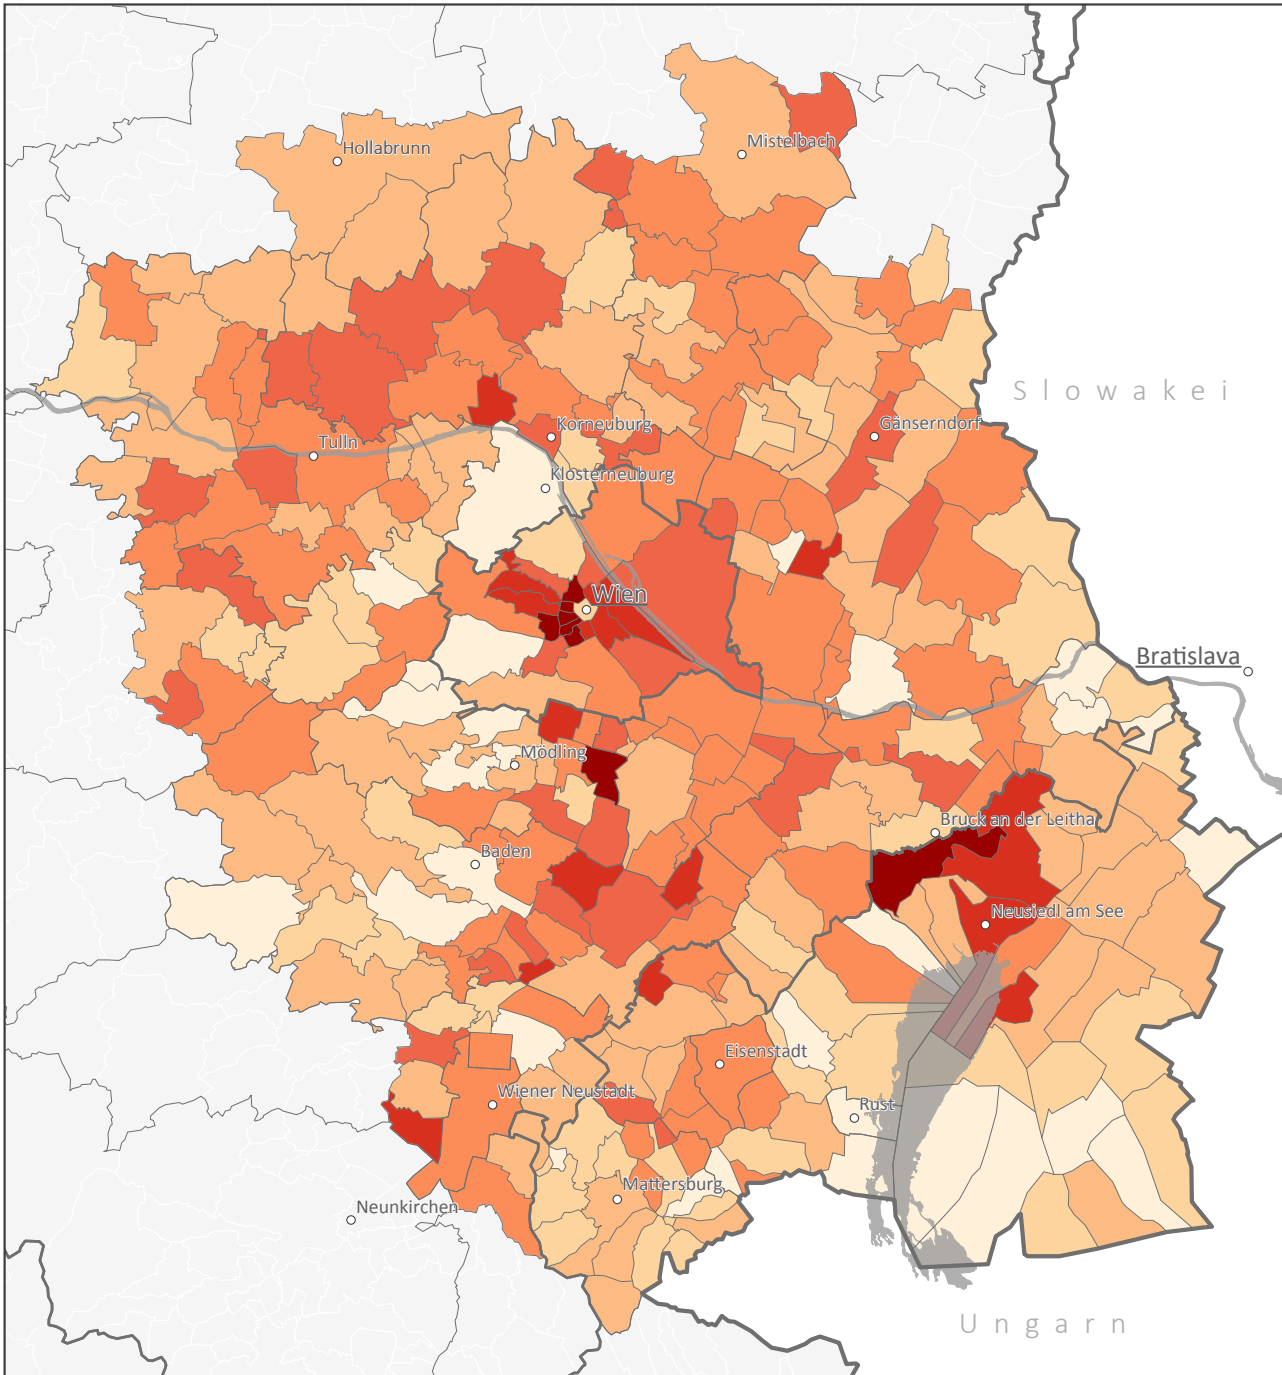 Hollabrunn
Mistelbach
Slowakei
Korneuburg
Gänserndorf
Tulln
Klosterneuburg
Wien
Bratislava
Mödling
Bruck an der Leitha
Baden
Neusiedl am See
Eisenstadt
Wiener Neustadt
Rust
Mattersburg
Neunkirchen
Ungarn